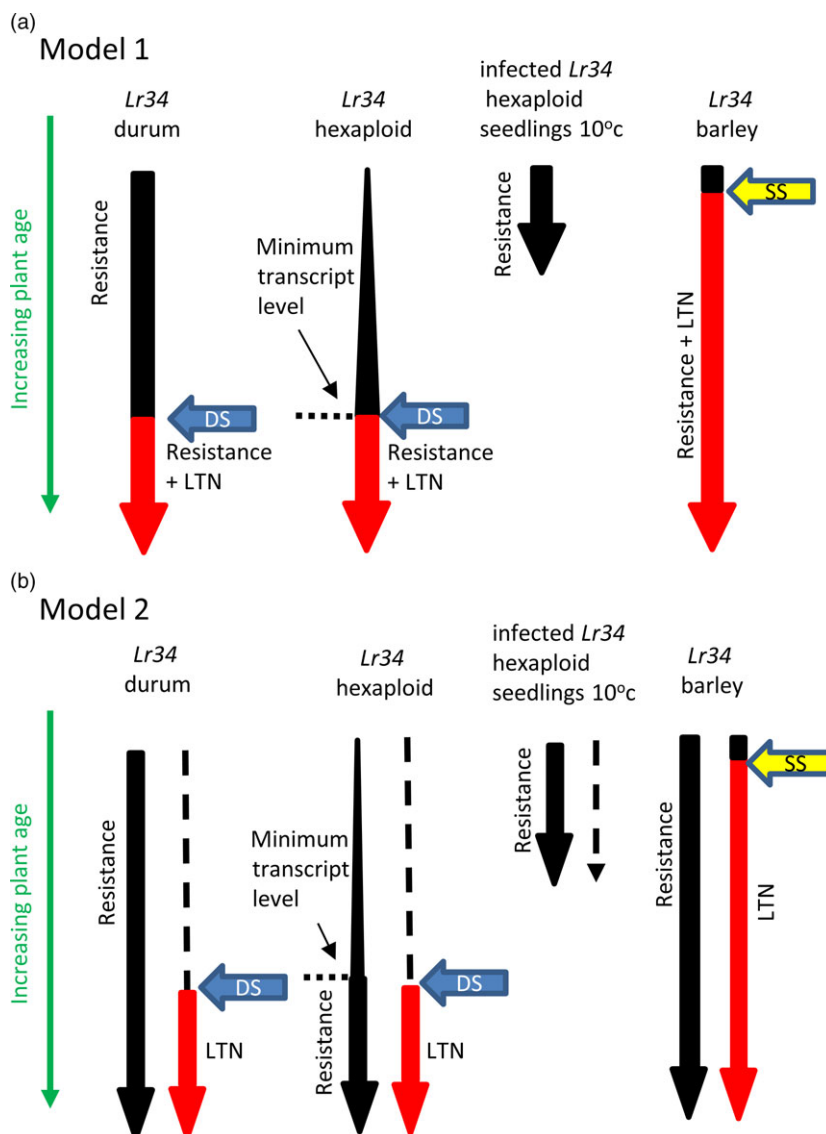 (a)
Model 1
Lr34
durum
Lr34
hexaploid
infected Lr34
hexaploid
seedlings 10°c
Lr34
barley
Increasing plant age
Resistance
Minimum
transcript
level
Resistance
SS
Resistance + LTN
DS
Resistance
+ LTN
DS
Resistance
+ LTN
(b)
Model 2
Lr34
durum
Lr34
hexaploid
infected Lr34
hexaploid
seedlings 10°c
Lr34
barley
Increasing plant age
Resistance
Minimum
transcript
level
Resistance
SS
LTN
DS
LTN
Resistance
DS
LTN
Resistance